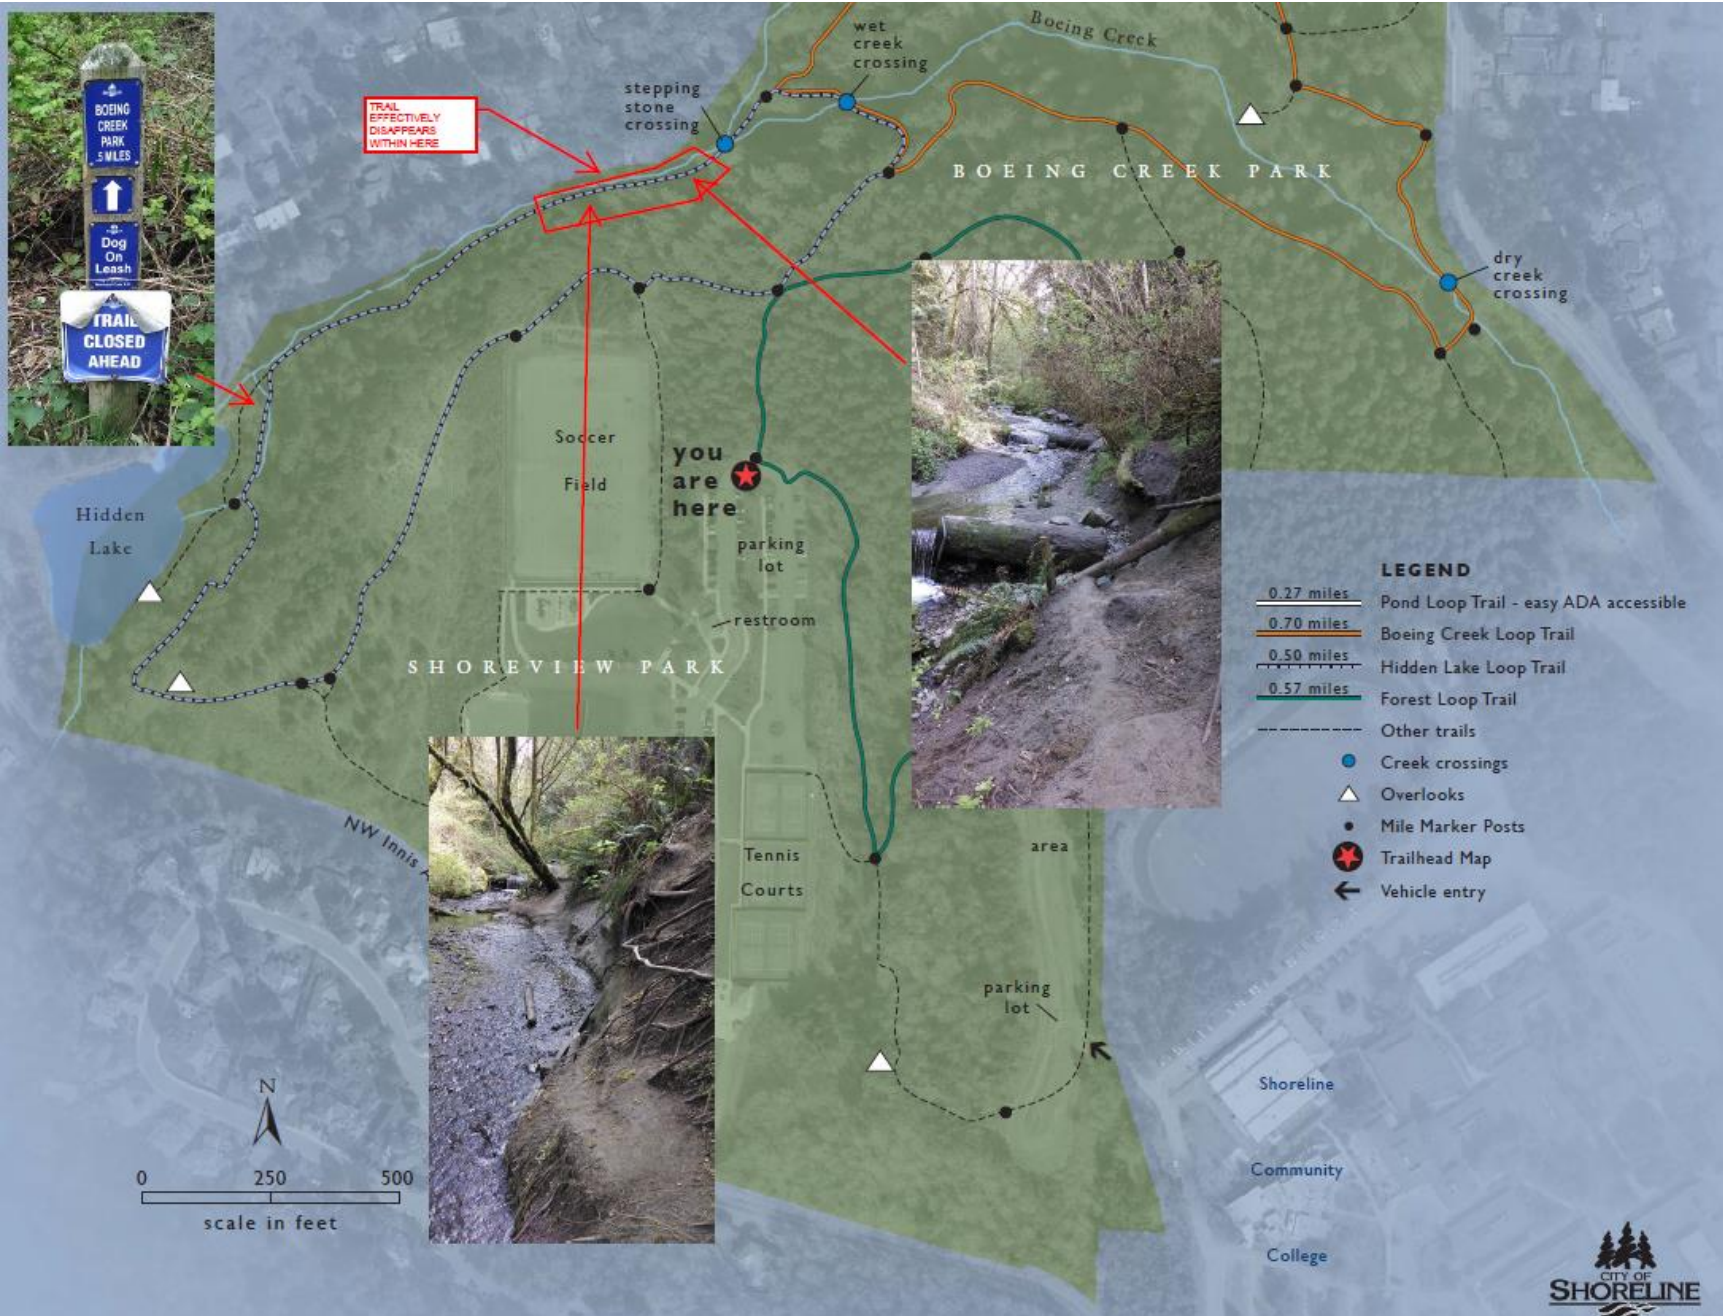 BOEING
CREEK
PARK
.5 MILES
Dog
On
Leash
TRAIL
CLOSED
AHEAD
TRAIL
EFFECTIVELY
DISAPPEARS
WITHIN HERE
stepping
stone
crossing
wet
creek
crossing
Boeing Creek
BOEING CREEK PARK
dry
creek
crossing
Soccer
Field
you
are
here
parking
lot
restroom
Hidden
Lake
SHOREVIEW PARK
NW Innis
Tennis
Courts
area
parking
lot
LEGEND
0.27 miles Pond Loop Trail - easy ADA accessible
0.70 miles Boeing Creek Loop Trail
0.50 miles Hidden Lake Loop Trail
0.57 miles Forest Loop Trail
Other trails
Creek crossings
Overlooks
Mile Marker Posts
Trailhead Map
Vehicle entry
Shoreline
Community
College
N
0 250 500
scale in feet
CITY OF
SHORELINE